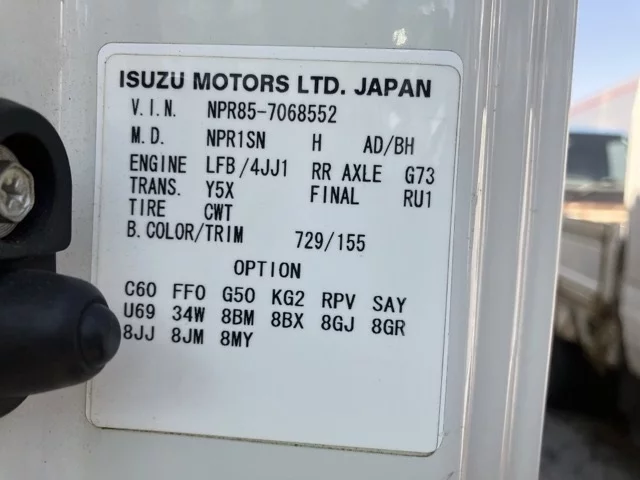 ISUZU MOTORS LTD. JAPAN
V.I.N. NPR85-7068552
M.D. NPR1SN H AD/BH
ENGINE LFB/4JJ1 RR AXLE G73
TRANS. Y5X FINAL RU1
TIRE CWT
B.COLOR/TRIM 729/155
OPTION
C60 FF0 G50 KG2 RPV SAY
U69 34W 8BM 8BX 8GJ 8GR
8JJ 8JM 8MY